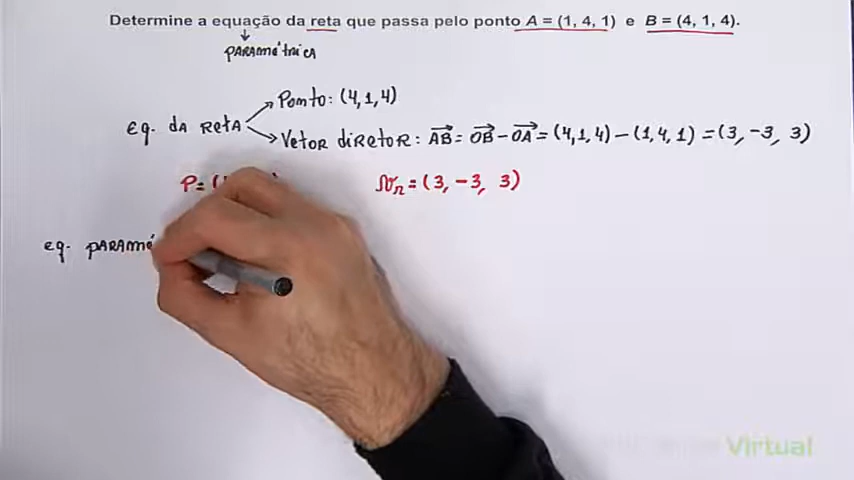 Determine a equação da reta que passa pelo ponto A = (1, 4, 1) e B = (4, 1, 4).
paramétrica
Ponto: (4,1,4)
Eq. da reta
Vetor diretor: AB = OB - OA = (4,1,4) - (1,4,1) = (3, -3, 3)
P = ( v_r = (3, -3, 3)
eq.
Virtual